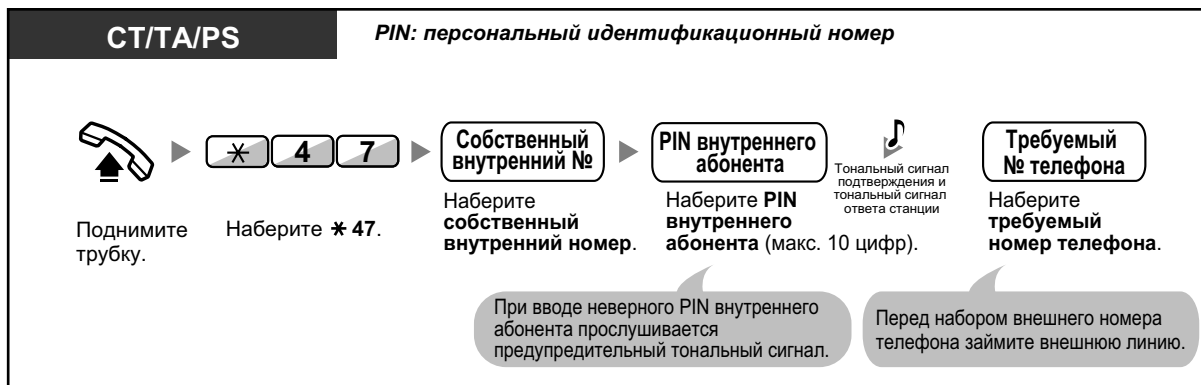 CT/TA/PS
PIN: персональный идентификационный номер
Поднимите
трубку.
✳ 4 7
Наберите ✳ 47.
Собственный
внутренний №
Наберите
собственный
внутренний номер.
PIN внутреннего
абонента
Наберите PIN
внутреннего
абонента (макс. 10 цифр).
Тональный сигнал
подтверждения и
тональный сигнал
ответа станции
Требуемый
№ телефона
Наберите
требуемый
номер телефона.
При вводе неверного PIN внутреннего
абонента прослушивается
предупредительный тональный сигнал.
Перед набором внешнего номера
телефона займите внешнюю линию.